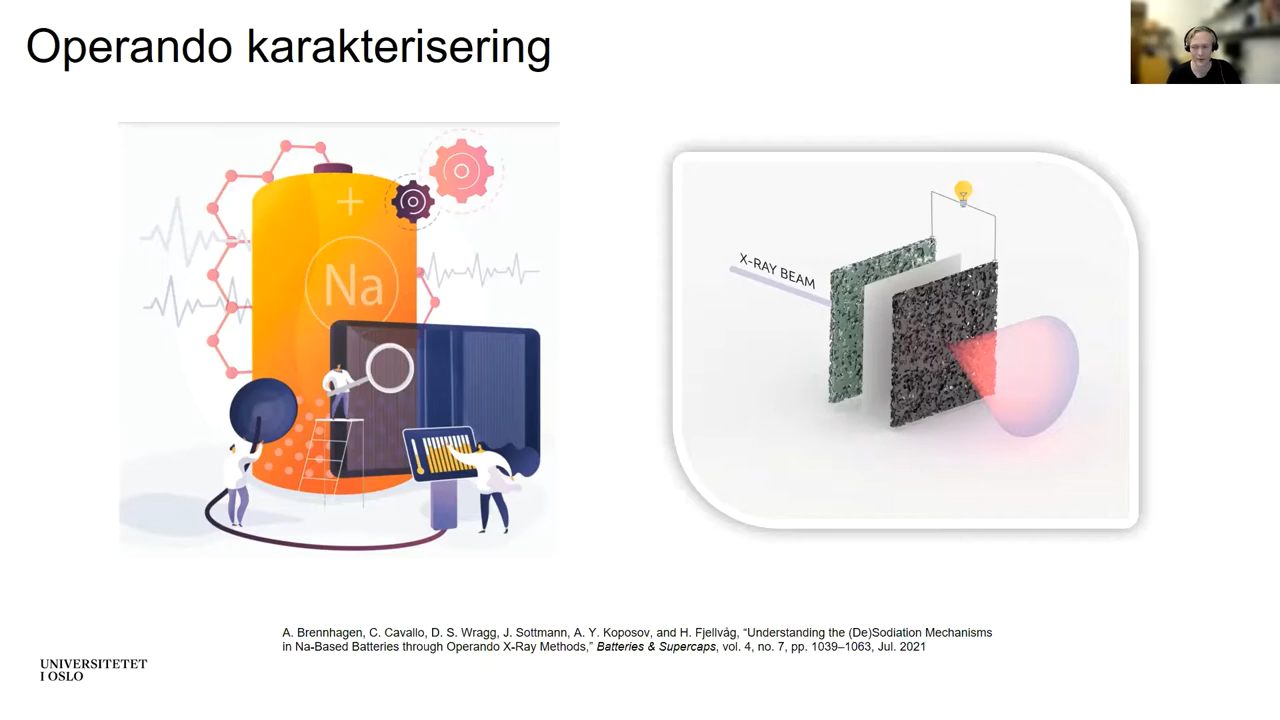 Operando karakterisering
+
Na
X-RAY BEAM
A. Brennhagen, C. Cavallo, D. S. Wragg, J. Sottmann, A. Y. Koposov, and H. Fjellvåg, “Understanding the (De)Sodiation Mechanisms
in Na-Based Batteries through Operando X-Ray Methods,” Batteries & Supercaps, vol. 4, no. 7, pp. 1039–1063, Jul. 2021
UNIVERSITETET
I OSLO